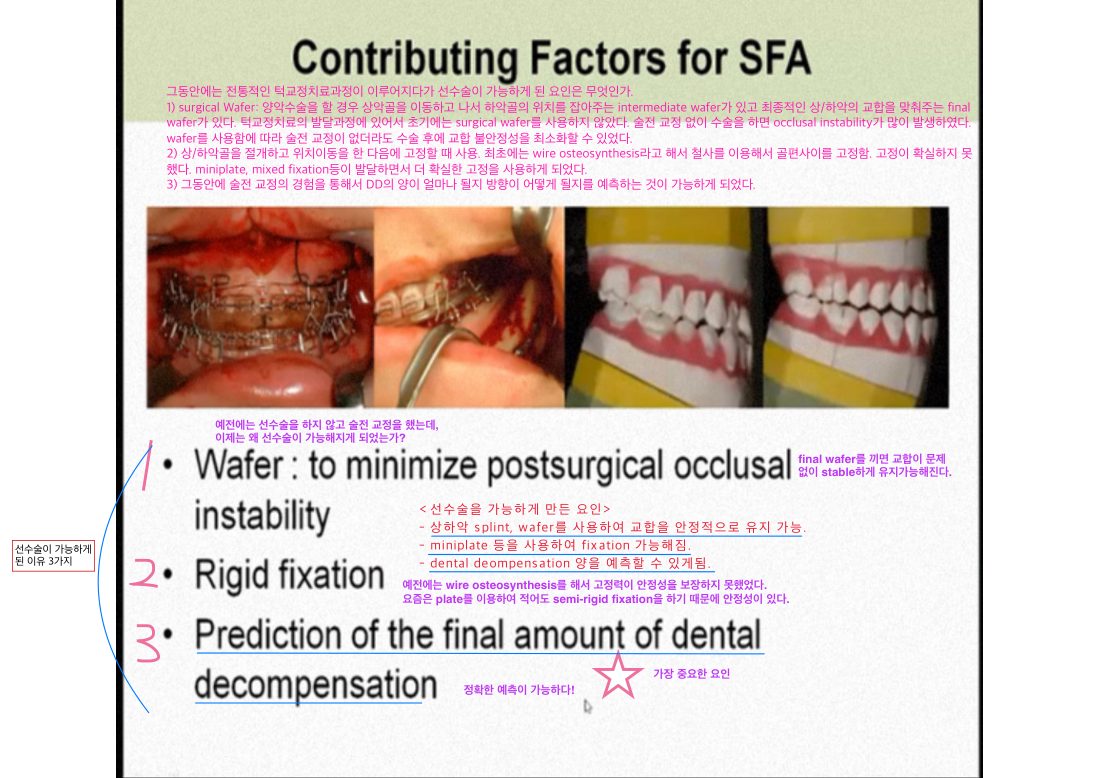 Contributing Factors for SFA
그동안에는 전통적인 턱교정치료과정이 이루어지다가 선수술이 가능하게 된 요인은 무엇인가.
1) surgical Wafer: 양악수술을 할 경우 상악골을 이동하고 나서 하악골의 위치를 잡아주는 intermediate wafer가 있고 최종적인 상/하악의 교합을 맞춰주는 final
wafer가 있다. 턱교정치료의 발달과정에 있어서 초기에는 surgical wafer를 사용하지 않았다. 술전 교정 없이 수술을 하면 occlusal instability가 많이 발생하였다.
wafer를 사용함에 따라 술전 교정이 없더라도 수술 후에 교합 불안정성을 최소화할 수 있었다.
2) 상/하악골을 절개하고 위치이동을 한 다음에 고정할 때 사용. 최초에는 wire osteosynthesis라고 해서 철사를 이용해서 골편사이를 고정함. 고정이 확실하지 못
했다. miniplate, mixed fixation등이 발달하면서 더 확실한 고정을 사용하게 되었다.
3) 그동안에 술전 교정의 경험을 통해서 DD의 양이 얼마나 될지 방향이 어떻게 될지를 예측하는 것이 가능하게 되었다.
예전에는 선수술을 하지 않고 술전 교정을 했는데,
이제는 왜 선수술이 가능해지게 되었는가?
1
• Wafer : to minimize postsurgical occlusal
instability
final wafer를 끼면 교합이 문제
없이 stable하게 유지가능해진다.
<선수술을 가능하게 만든 요인>
- 상하악 splint, wafer를 사용하여 교합을 안정적으로 유지 가능.
- miniplate 등을 사용하여 fixation 가능해짐.
- dental deompensation 양을 예측할 수 있게됨.
선수술이 가능하게
된 이유 3가지
2
• Rigid fixation
예전에는 wire osteosynthesis를 해서 고정력이 안정성을 보장하지 못했었다.
요즘은 plate를 이용하여 적어도 semi-rigid fixation을 하기 때문에 안정성이 있다.
3
• Prediction of the final amount of dental
decompensation
정확한 예측이 가능하다!
가장 중요한 요인